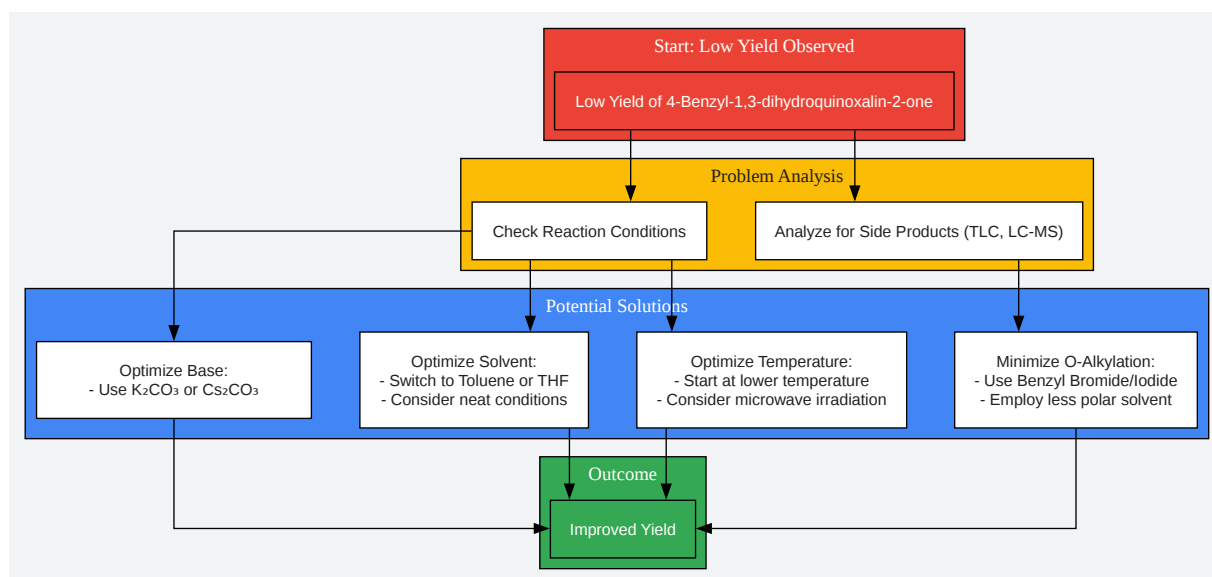 Start: Low Yield Observed
Low Yield of 4-Benzyl-1,3-dihydroquinoxalin-2-one
Problem Analysis
Check Reaction Conditions
Analyze for Side Products (TLC, LC-MS)
Potential Solutions
Optimize Base:
- Use K₂CO₃ or Cs₂CO₃
Optimize Solvent:
- Switch to Toluene or THF
- Consider neat conditions
Optimize Temperature:
- Start at lower temperature
- Consider microwave irradiation
Minimize O-Alkylation:
- Use Benzyl Bromide/Iodide
- Employ less polar solvent
Outcome
Improved Yield